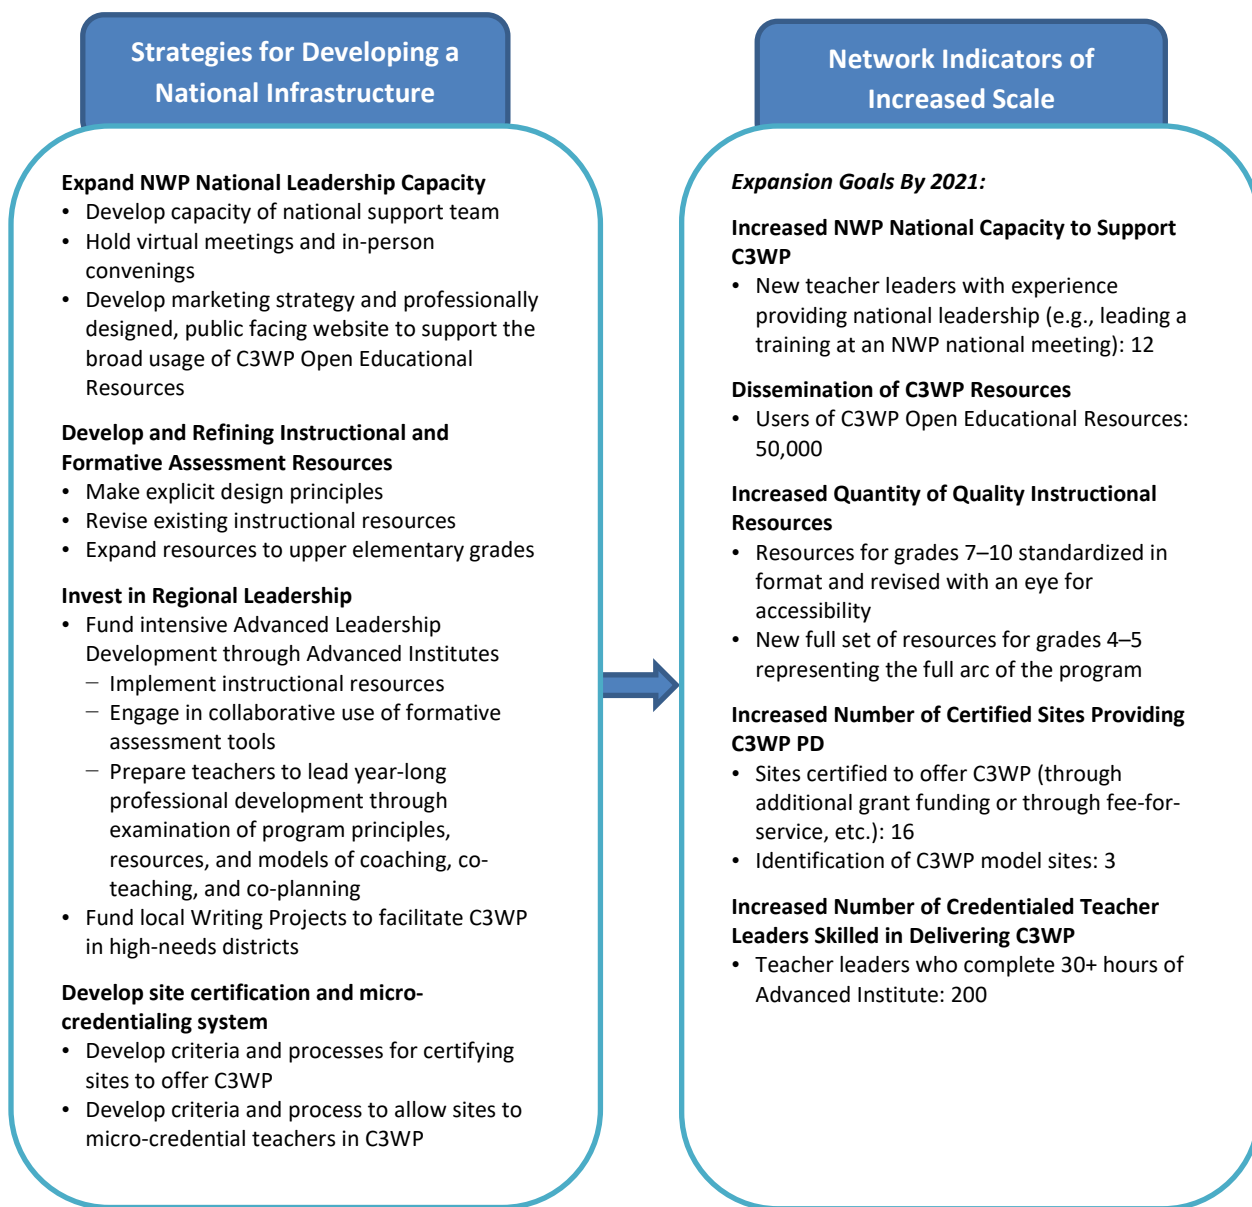 Strategies for Developing a
National Infrastructure
Expand NWP National Leadership Capacity
• Develop capacity of national support team
• Hold virtual meetings and in-person
convenings
• Develop marketing strategy and professionally
designed, public facing website to support the
broad usage of C3WP Open Educational
Resources
Develop and Refining Instructional and
Formative Assessment Resources
• Make explicit design principles
• Revise existing instructional resources
• Expand resources to upper elementary grades
Invest in Regional Leadership
• Fund intensive Advanced Leadership
Development through Advanced Institutes
− Implement instructional resources
− Engage in collaborative use of formative
assessment tools
− Prepare teachers to lead year-long
professional development through
examination of program principles,
resources, and models of coaching, co-
teaching, and co-planning
• Fund local Writing Projects to facilitate C3WP
in high-needs districts
Develop site certification and micro-
credentialing system
• Develop criteria and processes for certifying
sites to offer C3WP
• Develop criteria and process to allow sites to
micro-credential teachers in C3WP
Network Indicators of
Increased Scale
Expansion Goals By 2021:
Increased NWP National Capacity to Support
C3WP
• New teacher leaders with experience
providing national leadership (e.g., leading a
training at an NWP national meeting): 12
Dissemination of C3WP Resources
• Users of C3WP Open Educational Resources:
50,000
Increased Quantity of Quality Instructional
Resources
• Resources for grades 7–10 standardized in
format and revised with an eye for
accessibility
• New full set of resources for grades 4–5
representing the full arc of the program
Increased Number of Certified Sites Providing
C3WP PD
• Sites certified to offer C3WP (through
additional grant funding or through fee-for-
service, etc.): 16
• Identification of C3WP model sites: 3
Increased Number of Credentialed Teacher
Leaders Skilled in Delivering C3WP
• Teacher leaders who complete 30+ hours of
Advanced Institute: 200